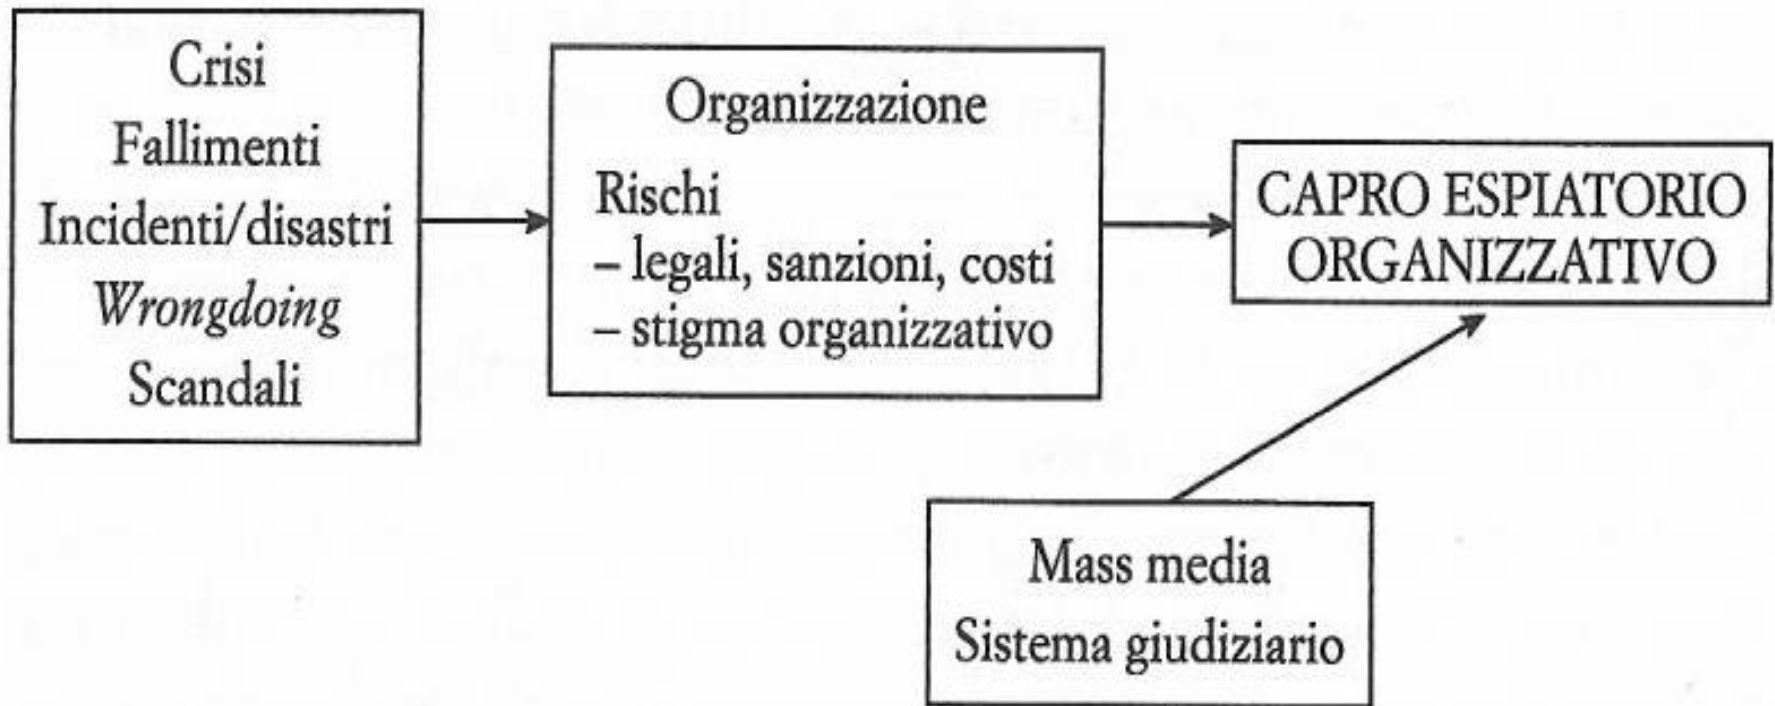 Crisi
Fallimenti
Incidenti/disastri
Wrongdoing
Scandali
Organizzazione
Rischi
– legali, sanzioni, costi
– stigma organizzativo
CAPRO ESPIATORIO
ORGANIZZATIVO
Mass media
Sistema giudiziario